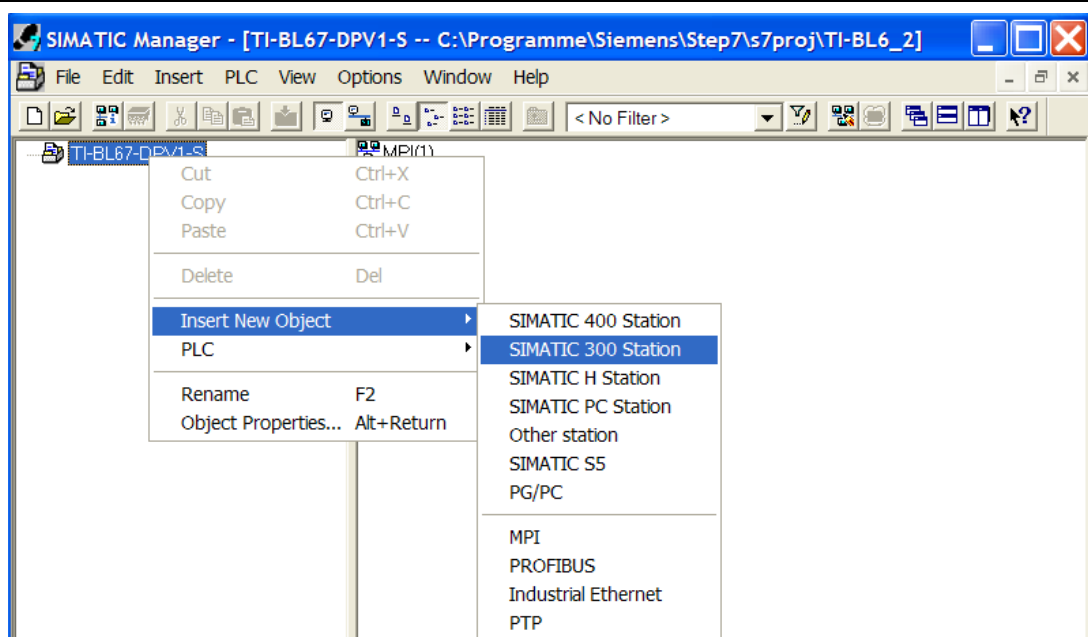 SIMATIC Manager - [TI-BL67-DPV1-S -- C:\Programme\Siemens\Step7\s7proj\TI-BL6_2]
File Edit Insert PLC View Options Window Help
< No Filter >
TI-BL67-DPV1-S
MPI(1)
Cut Ctrl+X
Copy Ctrl+C
Paste Ctrl+V
Delete Del
Insert New Object
PLC
Rename F2
Object Properties... Alt+Return
SIMATIC 400 Station
SIMATIC 300 Station
SIMATIC H Station
SIMATIC PC Station
Other station
SIMATIC S5
PG/PC
MPI
PROFIBUS
Industrial Ethernet
PTP